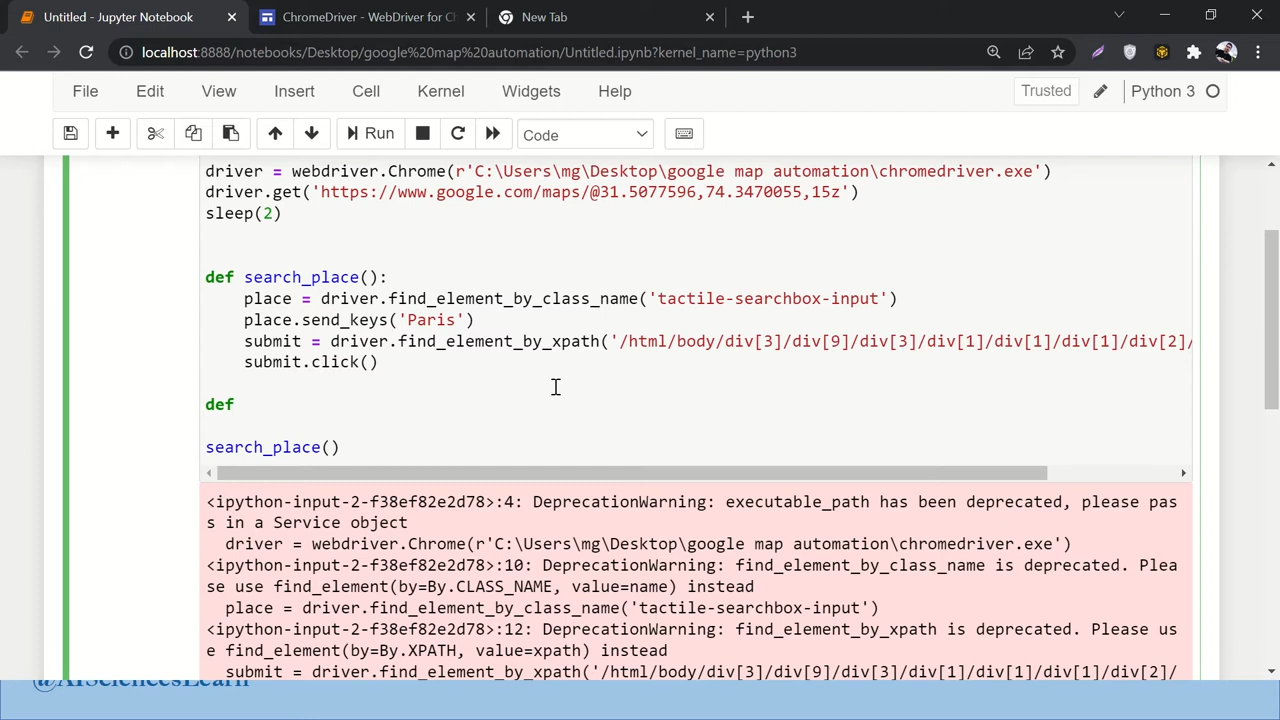 Untitled - Jupyter Notebook
ChromeDriver - WebDriver for C
New Tab
localhost:8888/notebooks/Desktop/google%20map%20automation/Untitled.ipynb?kernel_name=python3
File Edit View Insert Cell Kernel Widgets Help Trusted Python 3
Run Code
driver = webdriver.Chrome(r'C:\Users\mg\Desktop\google map automation\chromedriver.exe')
driver.get('https://www.google.com/maps/@31.5077596,74.3470055,15z')
sleep(2)
def search_place():
place = driver.find_element_by_class_name('tactile-searchbox-input')
place.send_keys('Paris')
submit = driver.find_element_by_xpath('/html/body/div[3]/div[9]/div[3]/div[1]/div[1]/div[1]/div[2]/
submit.click()
def
search_place()
<ipython-input-2-f38ef82e2d78>:4: DeprecationWarning: executable_path has been deprecated, please pas
s in a Service object
driver = webdriver.Chrome(r'C:\Users\mg\Desktop\google map automation\chromedriver.exe')
<ipython-input-2-f38ef82e2d78>:10: DeprecationWarning: find_element_by_class_name is deprecated. Plea
se use find_element(by=By.CLASS_NAME, value=name) instead
place = driver.find_element_by_class_name('tactile-searchbox-input')
<ipython-input-2-f38ef82e2d78>:12: DeprecationWarning: find_element_by_xpath is deprecated. Please us
e find_element(by=By.XPATH, value=xpath) instead
submit = driver.find_element_by_xpath('/html/body/div[3]/div[9]/div[3]/div[1]/div[1]/div[1]/div[2]/
@AISciencesLearn